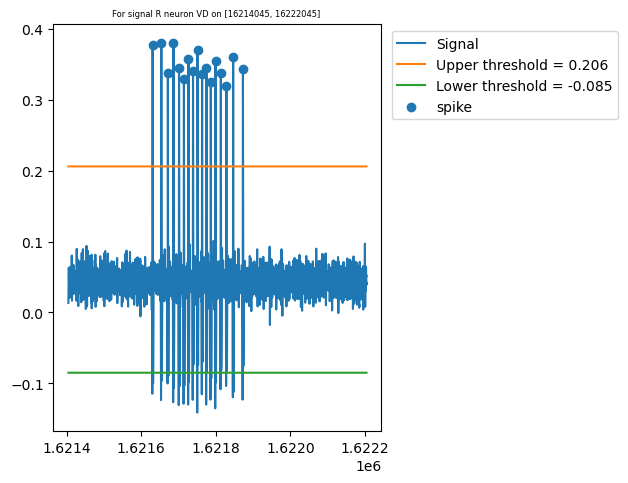 For signal R neuron VD on [16214045, 16222045]
Signal
Upper threshold = 0.206
Lower threshold = -0.085
spike
0.4
0.3
0.2
0.1
0.0
−0.1
1.6214 1.6216 1.6218 1.6220 1.6222
1e6